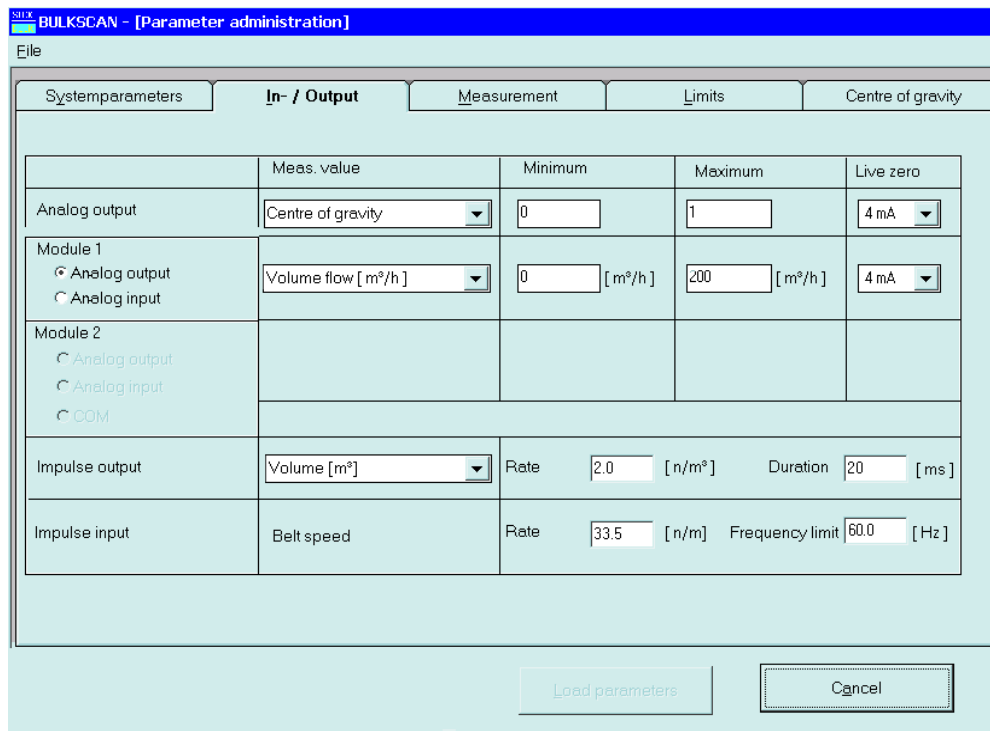 SICK BULKSCAN - [Parameter administration]
File
Systemparameters In- / Output Measurement Limits Centre of gravity
Meas. value Minimum Maximum Live zero
Analog output Centre of gravity 0 1 4 mA
Module 1
Analog output
Volume flow [ m³/h ] 0 [ m³/h ] 200 [ m³/h ] 4 mA
Analog input
Module 2
Analog output
Analog input
COM
Impulse output Volume [m³] Rate 2.0 [ n/m³ ] Duration 20 [ ms ]
Impulse input Belt speed Rate 33.5 [ n/m] Frequency limit 60.0 [ Hz ]
Load parameters Cancel